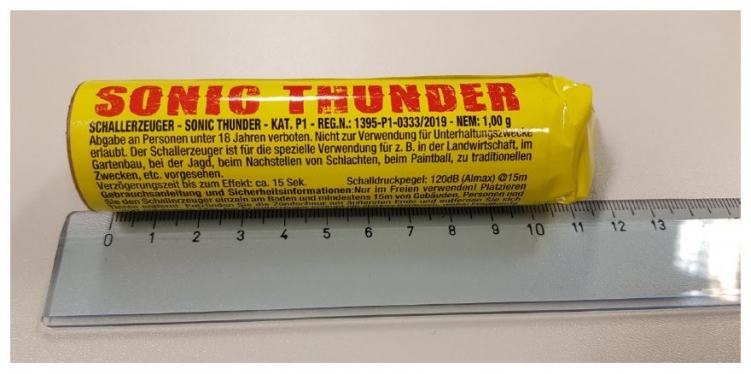 SONIC THUNDER
SCHALLERZEUGER - SONIC THUNDER - KAT. P1 - REG.N.: 1395-P1-0333/2019 - NEM: 1,00 g
Abgabe an Personen unter 18 Jahren verboten. Nicht zur Verwendung für Unterhaltungszwecke
erlaubt. Der Schallerzeuger ist für die spezielle Verwendung für z. B. in der Landwirtschaft, im
Gartenbau, bei der Jagd, beim Nachstellen von Schlachten, beim Paintball, zu traditionellen
Zwecken, etc. vorgesehen.
Verzögerungszeit bis zum Effekt: ca. 15 Sek. Schalldruckpegel: 120dB (AImax) @15m
Gebrauchsanleitung und Sicherheitsinformationen: Nur im Freien verwenden! Platzieren
Sie den Schallerzeuger einzeln am Boden und mindestens 15m von Gebäuden, Personen und
0 1 2 3 4 5 6 7 8 9 10 11 12 13